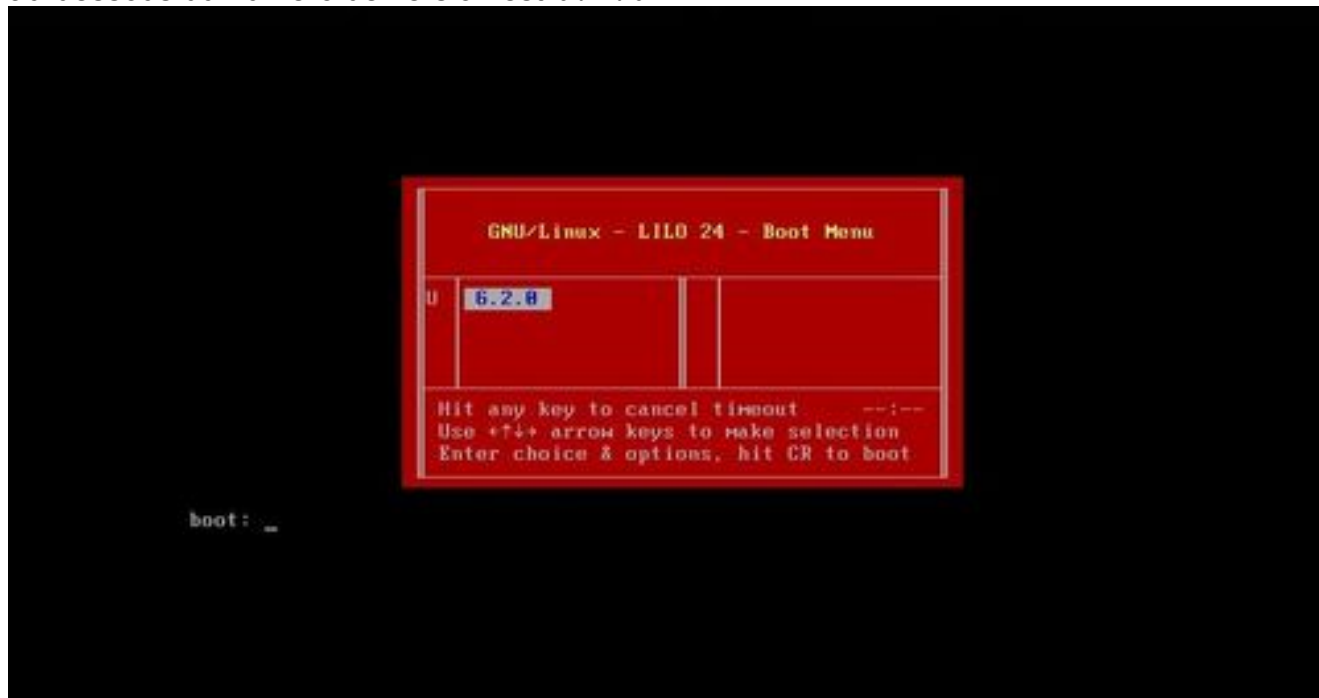 GNU/Linux - LILO 24 - Boot Menu
U 6.2.0
Hit any key to cancel timeout --:--
Use ←↑↓→ arrow keys to make selection
Enter choice & options, hit CR to boot
boot: _